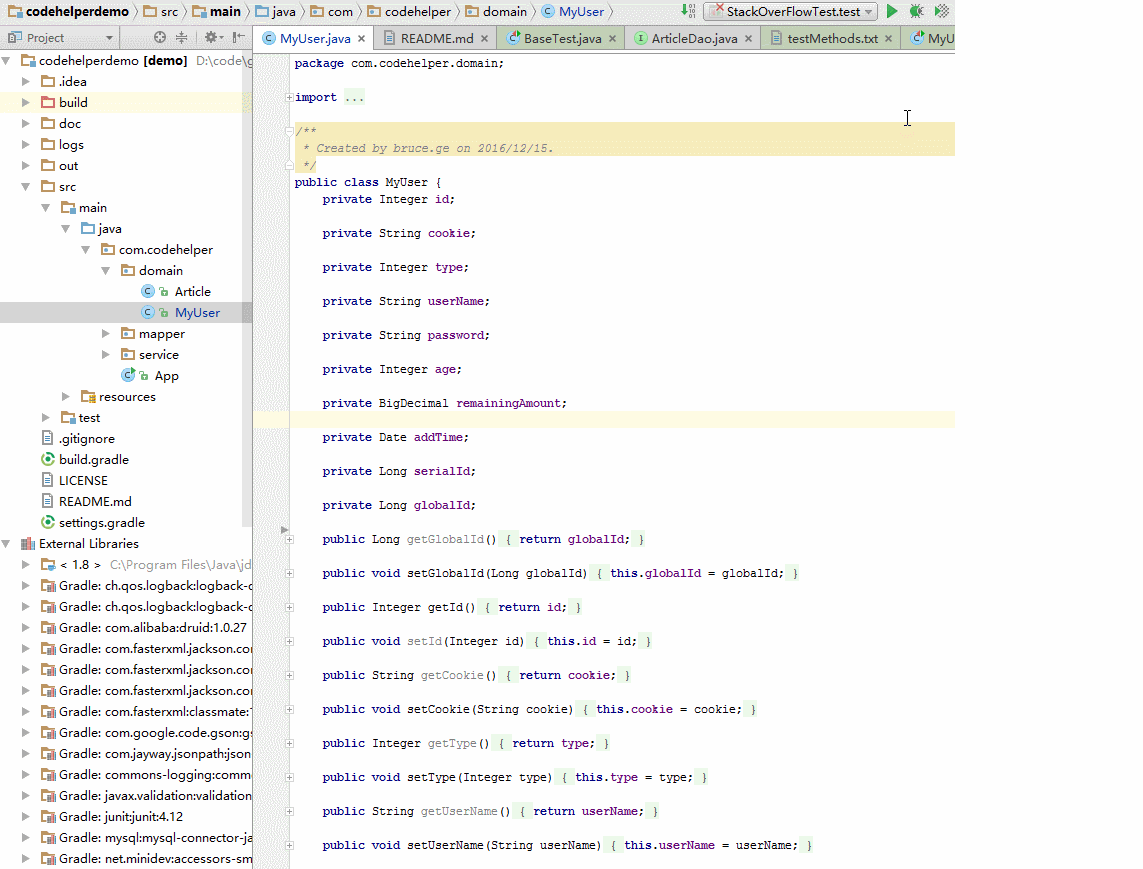 codehelperdemo src main java com codehelper domain MyUser StackOverFlowTest.test
Project MyUser.java README.md BaseTest.java ArticleDao.java testMethods.txt MyU
codehelperdemo [demo] D:\code\g
.idea
build
doc
logs
out
src
main
java
com.codehelper
domain
Article
MyUser
mapper
service
App
resources
test
.gitignore
build.gradle
LICENSE
README.md
settings.gradle
External Libraries
< 1.8 > C:\Program Files\Java\jd
Gradle: ch.qos.logback:logback-c
Gradle: ch.qos.logback:logback-c
Gradle: com.alibaba:druid:1.0.27
Gradle: com.fasterxml.jackson.cor
Gradle: com.fasterxml.jackson.cor
Gradle: com.fasterxml.jackson.cor
Gradle: com.fasterxml:classmate:1
Gradle: com.google.code.gson:gs
Gradle: com.jayway.jsonpath:json
Gradle: commons-logging:comm
Gradle: javax.validation:validation
Gradle: junit:junit:4.12
Gradle: mysql:mysql-connector-ja
Gradle: net.minidev:accessors-sm
package com.codehelper.domain;
import ...
/**
* Created by bruce.ge on 2016/12/15.
*/
public class MyUser {
private Integer id;
private String cookie;
private Integer type;
private String userName;
private String password;
private Integer age;
private BigDecimal remainingAmount;
private Date addTime;
private Long serialId;
private Long globalId;
public Long getGlobalId() { return globalId; }
public void setGlobalId(Long globalId) { this.globalId = globalId; }
public Integer getId() { return id; }
public void setId(Integer id) { this.id = id; }
public String getCookie() { return cookie; }
public void setCookie(String cookie) { this.cookie = cookie; }
public Integer getType() { return type; }
public void setType(Integer type) { this.type = type; }
public String getUserName() { return userName; }
public void setUserName(String userName) { this.userName = userName; }